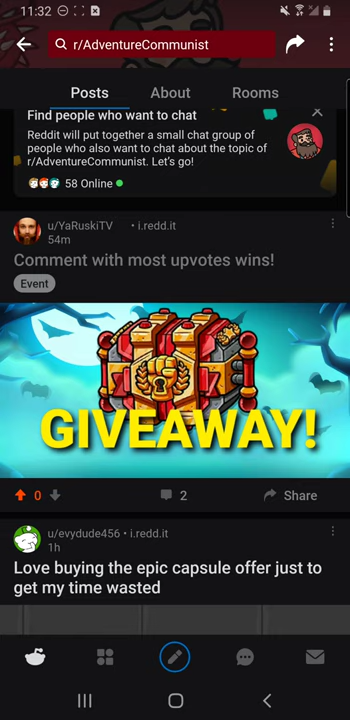 11:32
r/AdventureCommunist
Posts About Rooms
Find people who want to chat
Reddit will put together a small chat group of
people who also want to chat about the topic of
r/AdventureCommunist. Let's go!
58 Online
u/YaRuskiTV • i.redd.it
54m
Comment with most upvotes wins!
Event
GIVEAWAY!
0 2 Share
u/evydude456 • i.redd.it
1h
Love buying the epic capsule offer just to
get my time wasted